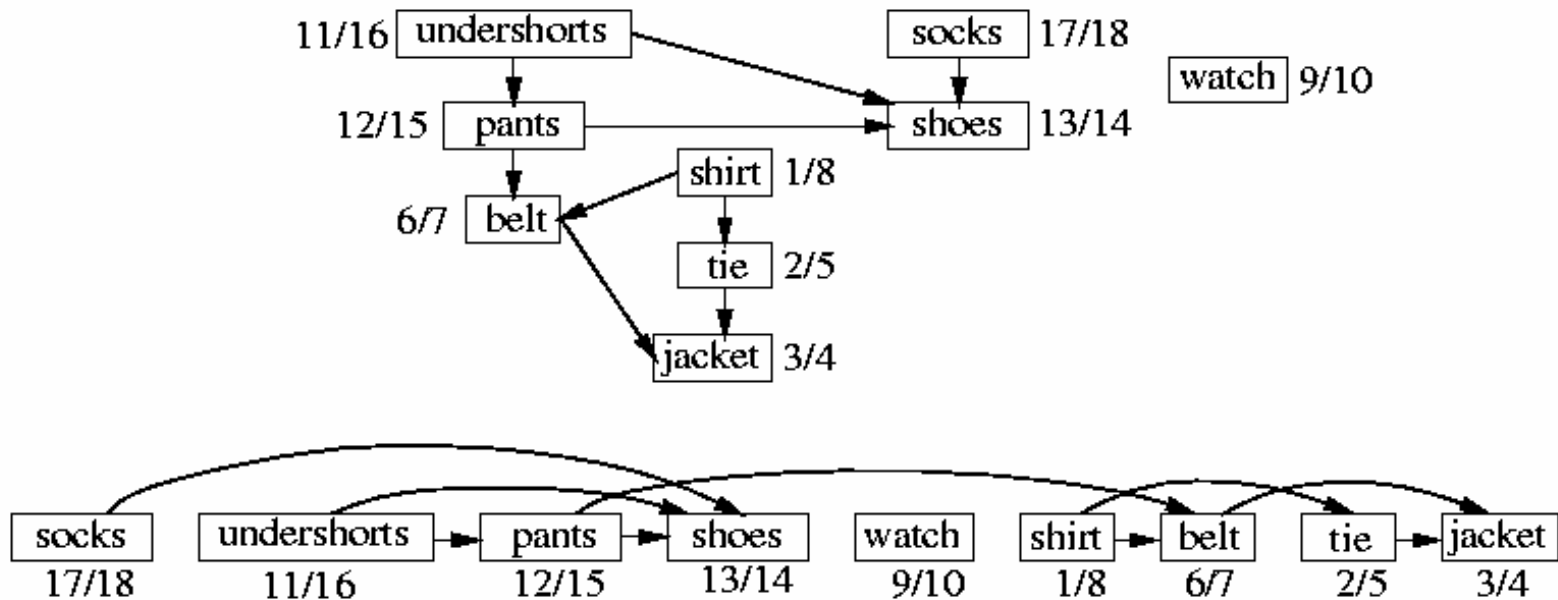 11/16 undershorts socks 17/18
watch 9/10
12/15 pants shoes 13/14
shirt 1/8
6/7 belt
tie 2/5
jacket 3/4
socks undershorts pants shoes watch shirt belt tie jacket
17/18 11/16 12/15 13/14 9/10 1/8 6/7 2/5 3/4